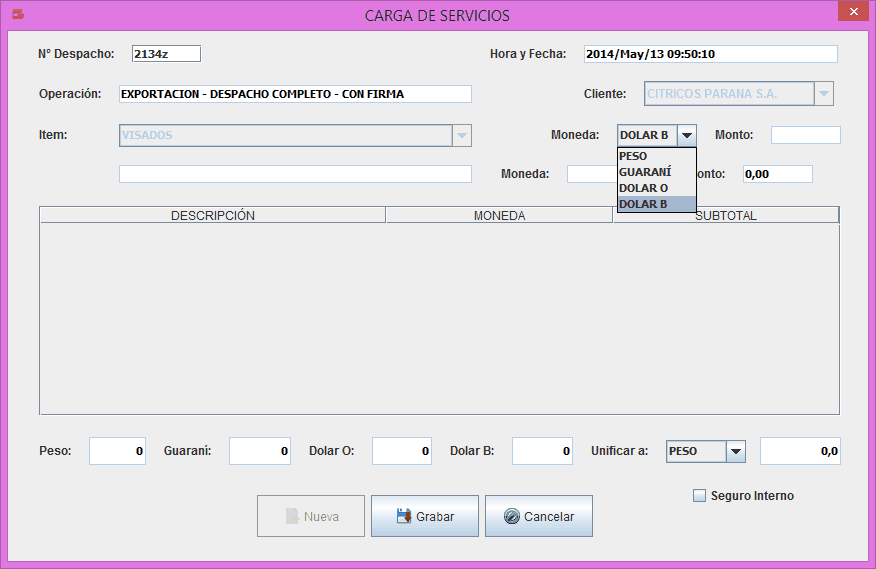 CARGA DE SERVICIOS
N° Despacho: 2134z Hora y Fecha: 2014/May/13 09:50:10
Operación: EXPORTACION - DESPACHO COMPLETO - CON FIRMA Cliente: CITRICOS PARANA S.A.
Item: VISADOS Moneda: DOLAR B Monto:
PESO
GUARANÍ
Moneda: onto: 0,00
DOLAR O
DOLAR B
DESCRIPCIÓN MONEDA SUBTOTAL
Peso: 0 Guaraní: 0 Dolar O: 0 Dolar B: 0 Unificar a: PESO 0,0
Seguro Interno
Nueva Grabar Cancelar